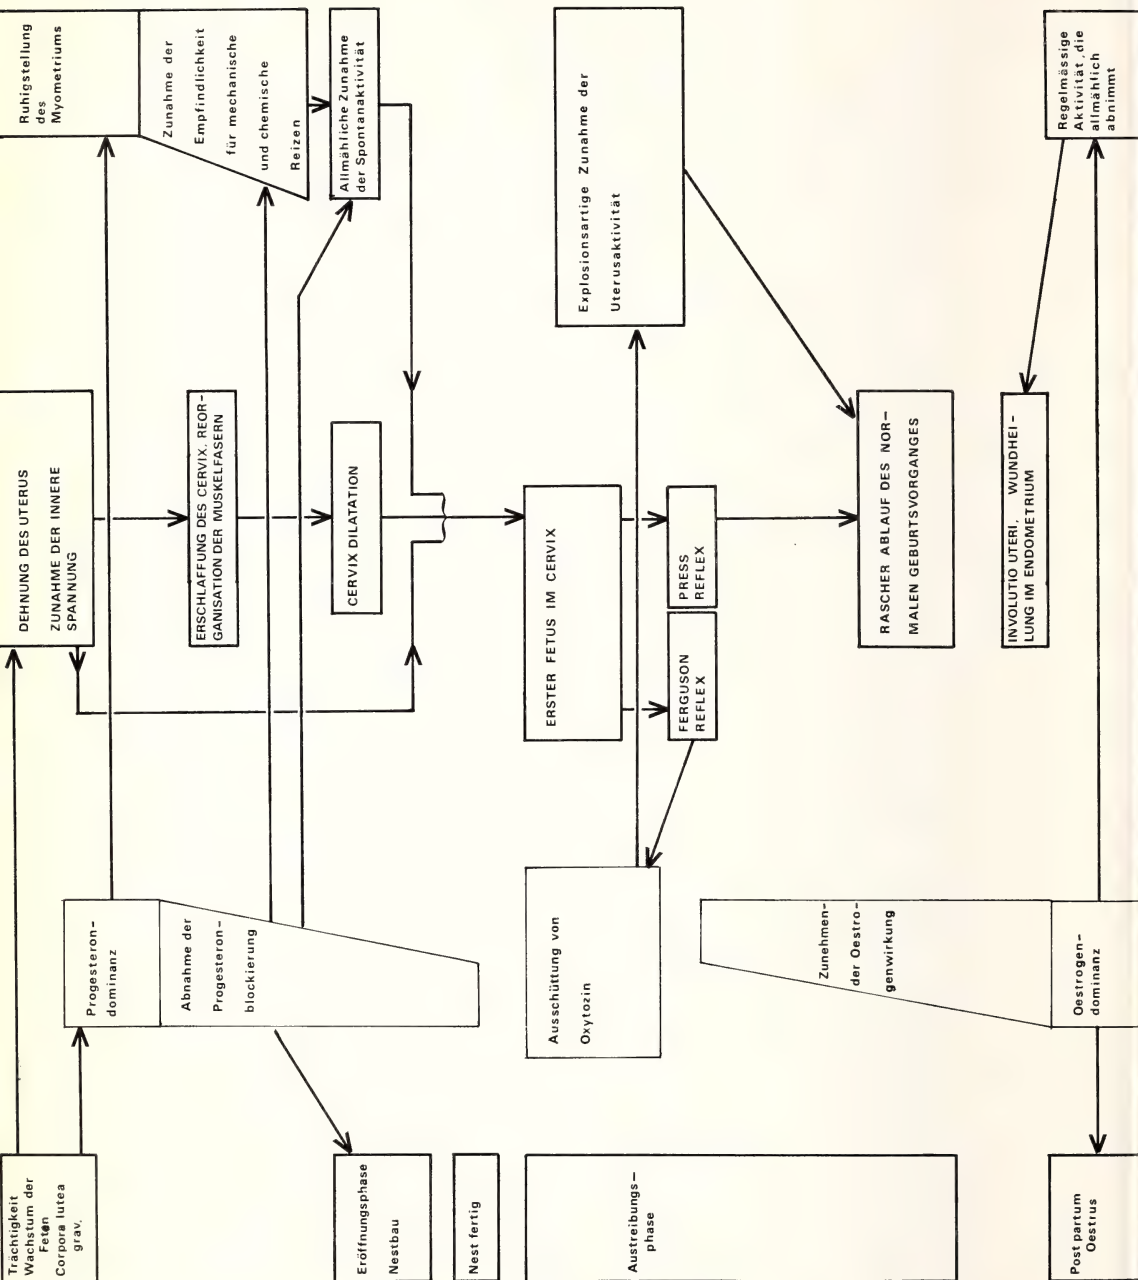 Trächtigkeit
Wachstum der
Feten
Corpora lutea
grav.
Eröffnungsphase
Nestbau
Nest fertig
Austreibungs–
phase
Post partum
Oestrus
Progesteron–
dominanz
Abnahme der
Progesteron–
blockierung
Ausschüttung von
Oxytozin
Zunehmen–
der Oestro–
genwirkung
Oestrogen–
dominanz
DEHNUNG DES UTERUS
ZUNAHME DER INNERE
SPANNUNG
ERSCHLAFFUNG DES CERVIX. REOR–
GANISATION DER MUSKELFASERN
CERVIX DILATATION
ERSTER FETUS IM CERVIX
FERGUSON
REFLEX
PRESS
REFLEX
RASCHER ABLAUF DES NOR–
MALEN GEBURTSVORGANGES
INVOLUTIO UTERI, WUNDHEI–
LUNG IM ENDOMETRIUM
Ruhigstellung
des
Myometriums
Zunahme der
Empfindlichkeit
für mechanische
und chemische
Reizen
Allmähliche Zunahme
der Spontanaktivität
Explosionsartige Zunahme der
Uterusaktivität
Regelmässige
Aktivität, die
allmählich
abnimmt